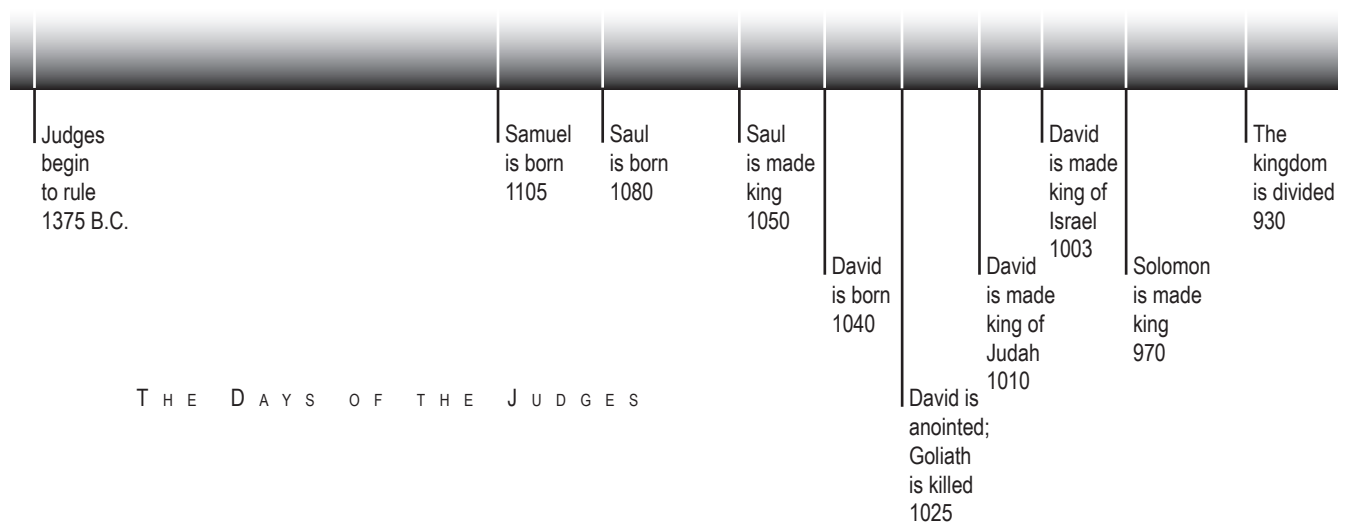 Judges
begin
to rule
1375 B.C.
Samuel
is born
1105
Saul
is born
1080
Saul
is made
king
1050
David
is born
1040
David is
anointed;
Goliath
is killed
1025
David
is made
king of
Judah
1010
David
is made
king of
Israel
1003
Solomon
is made
king
970
The
kingdom
is divided
930
The Days of the Judges